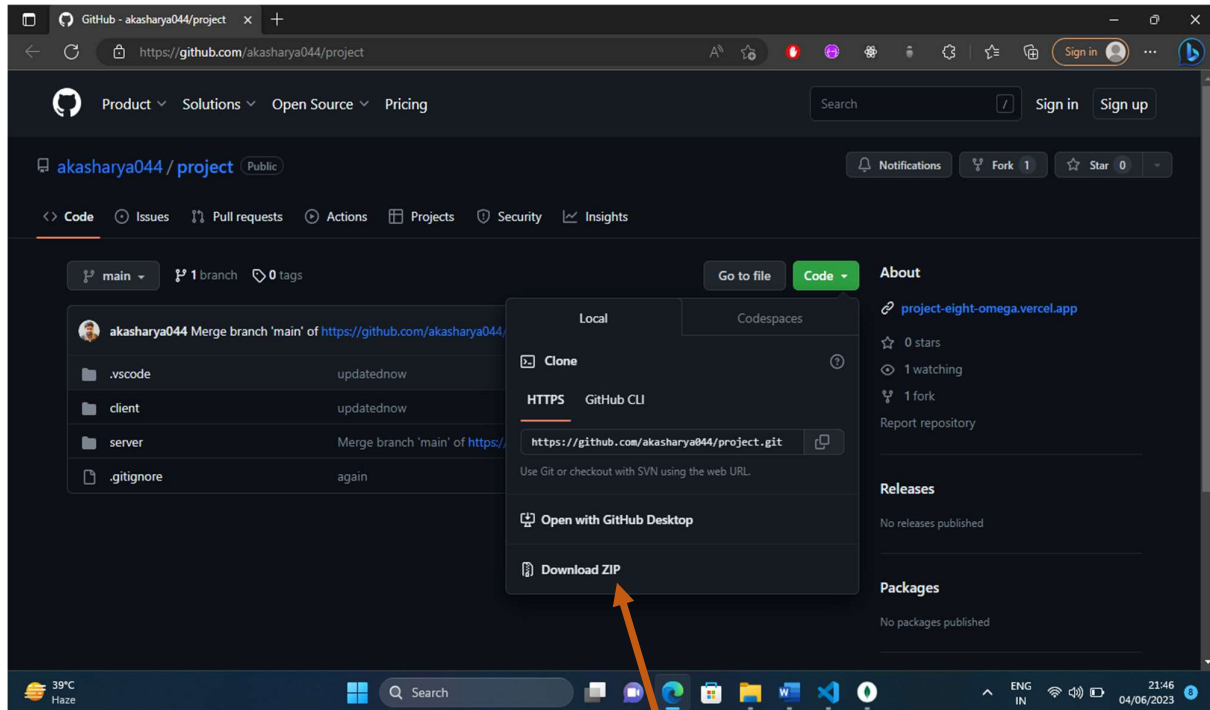 GitHub - akasharya044/project
https://github.com/akasharya044/project
Sign in
Product Solutions Open Source Pricing
Search /
Sign in Sign up
akasharya044 / project Public
Notifications Fork 1 Star 0
Code Issues Pull requests Actions Projects Security Insights
main 1 branch 0 tags
Go to file Code
akasharya044 Merge branch 'main' of https://github.com/akasharya044/
.vscode updatednow
client updatednow
server Merge branch 'main' of https:/
.gitignore again
Local Codespaces
Clone
HTTPS GitHub CLI
https://github.com/akasharya044/project.git
Use Git or checkout with SVN using the web URL.
Open with GitHub Desktop
Download ZIP
About
project-eight-omega.vercel.app
0 stars
1 watching
1 fork
Report repository
Releases
No releases published
Packages
No packages published
39°C
Haze
Search
ENG
IN
21:46
04/06/2023
8